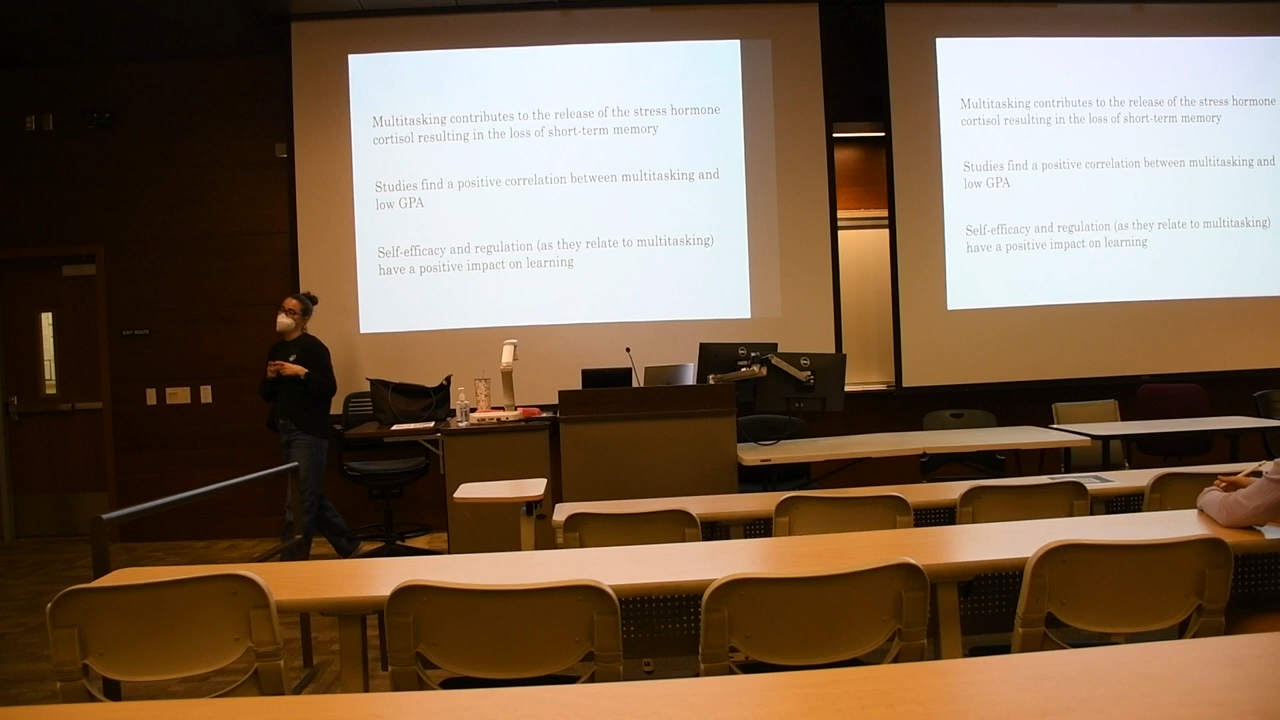 Multitasking contributes to the release of the stress hormone
cortisol resulting in the loss of short-term memory
Studies find a positive correlation between multitasking and
low GPA
Self-efficacy and regulation (as they relate to multitasking)
have a positive impact on learning
Multitasking contributes to the release of the stress hormone
cortisol resulting in the loss of short-term memory
Studies find a positive correlation between multitasking and
low GPA
Self-efficacy and regulation (as they relate to multitasking)
have a positive impact on learning
EXIT ROUTE
DELL
DELL